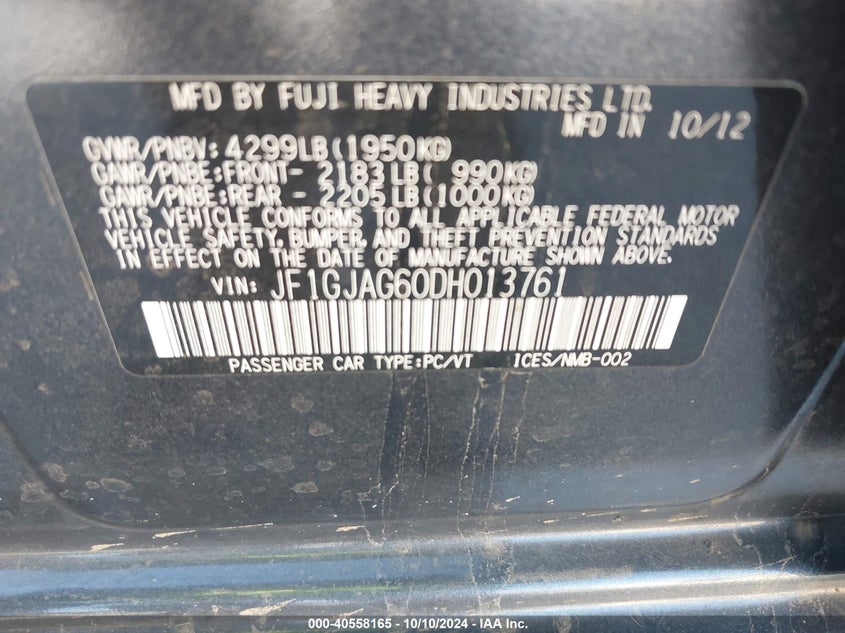 MFD BY FUJI HEAVY INDUSTRIES LTD.
MFD IN 10/12
GVWR/PNBV: 4299LB(1950KG)
GAWR/PNBE:FRONT- 2183LB( 990KG)
GAWR/PNBE:REAR - 2205LB(1000KG)
THIS VEHICLE CONFORMS TO ALL APPLICABLE FEDERAL MOTOR
VEHICLE SAFETY, BUMPER, AND THEFT PREVENTION STANDARDS
IN EFFECT ON THE DATE OF MANUFACTURE SHOWN ABOVE.
VIN: JF1GJAG60DH013761
PASSENGER CAR TYPE:PC/VT ICES/NMB-002
000-40558165 - 10/10/2024 - IAA Inc.